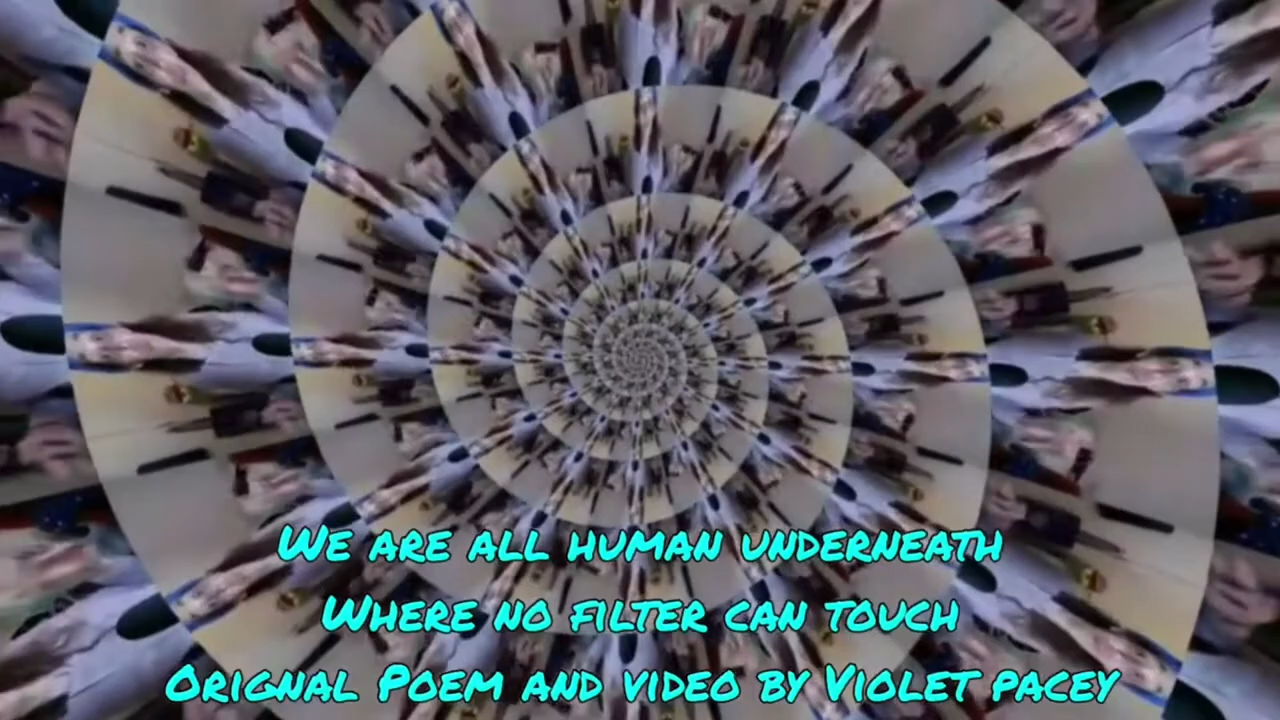 We are all human underneath
Where no filter can touch
Orignal Poem and video by Violet pacey